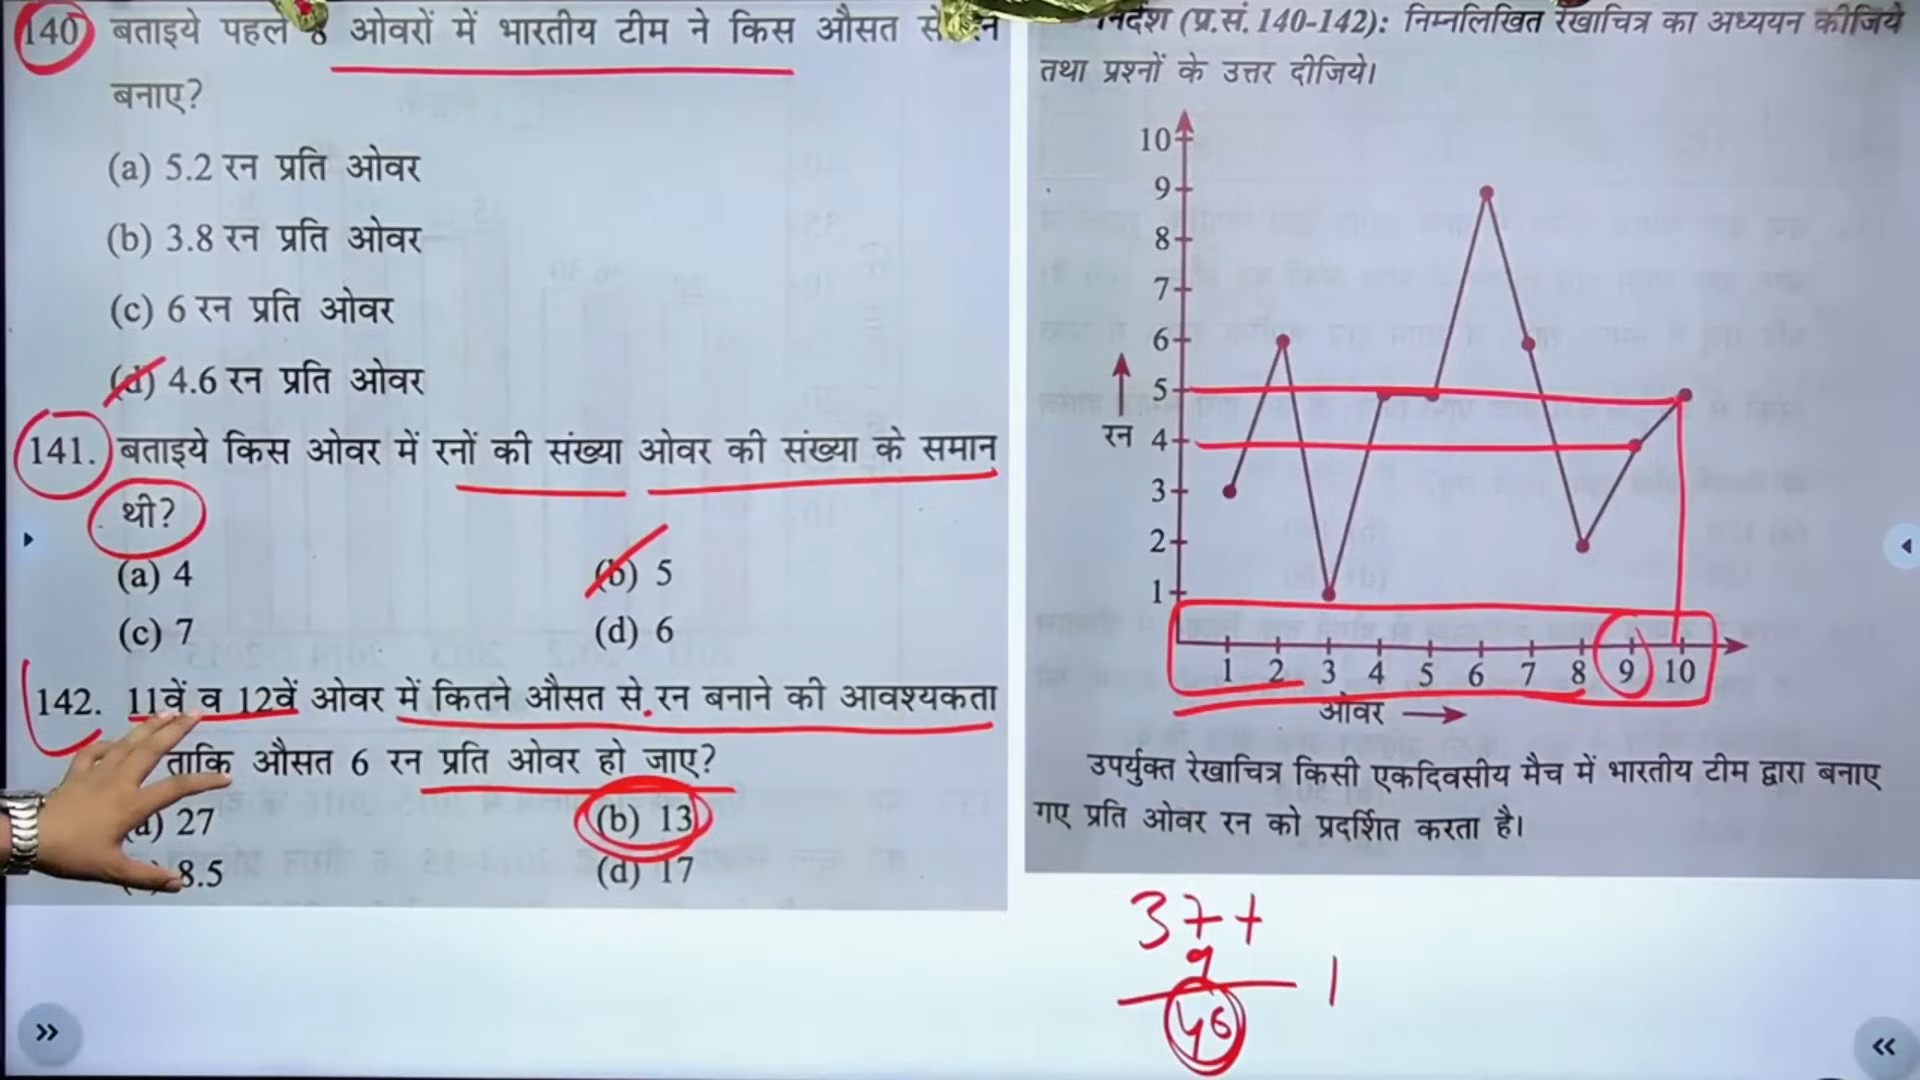 140 बताइये पहले 8 ओवरों में भारतीय टीम ने किस औसत से
बनाए?
(a) 5.2 रन प्रति ओवर
(b) 3.8 रन प्रति ओवर
(c) 6 रन प्रति ओवर
(d) 4.6 रन प्रति ओवर
141. बताइये किस ओवर में रनों की संख्या ओवर की संख्या के समान
थी?
(a) 4 (b) 5
(c) 7 (d) 6
142. 11वें व 12वें ओवर में कितने औसत से रन बनाने की आवश्यकता
ताकि औसत 6 रन प्रति ओवर हो जाए?
(a) 27 (b) 13
8.5 (d) 17
निर्देश (प्र.सं. 140-142): निम्नलिखित रेखाचित्र का अध्ययन कीजिये
तथा प्रश्नों के उत्तर दीजिये।
10
9
8
7
6
5
रन 4
3
2
1
1 2 3 4 5 6 7 8 9 10
ओवर
उपर्युक्त रेखाचित्र किसी एकदिवसीय मैच में भारतीय टीम द्वारा बनाए
गए प्रति ओवर रन को प्रदर्शित करता है।
37+
9
46